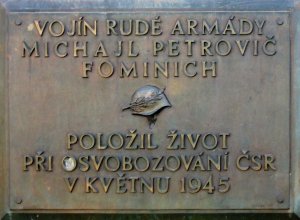 VOJÍN RUDÉ ARMÁDY
MICHAJL PETROVIČ
FOMINICH
POLOŽIL ŽIVOT
PŘI OSVOBOZOVÁNÍ ČSR
V KVĚTNU 1945